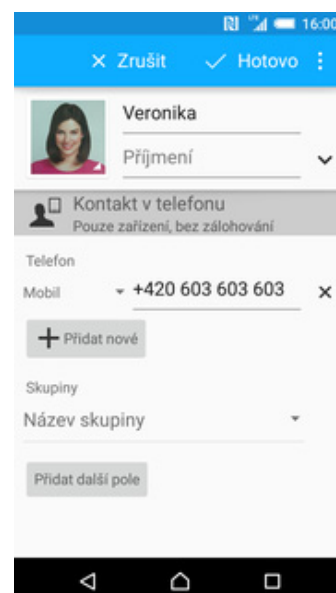 16:00
Zrušit Hotovo
Veronika
Příjmení
Kontakt v telefonu
Pouze zařízení, bez zálohování
Telefon
Mobil +420 603 603 603
Přidat nové
Skupiny
Název skupiny
Přidat další pole